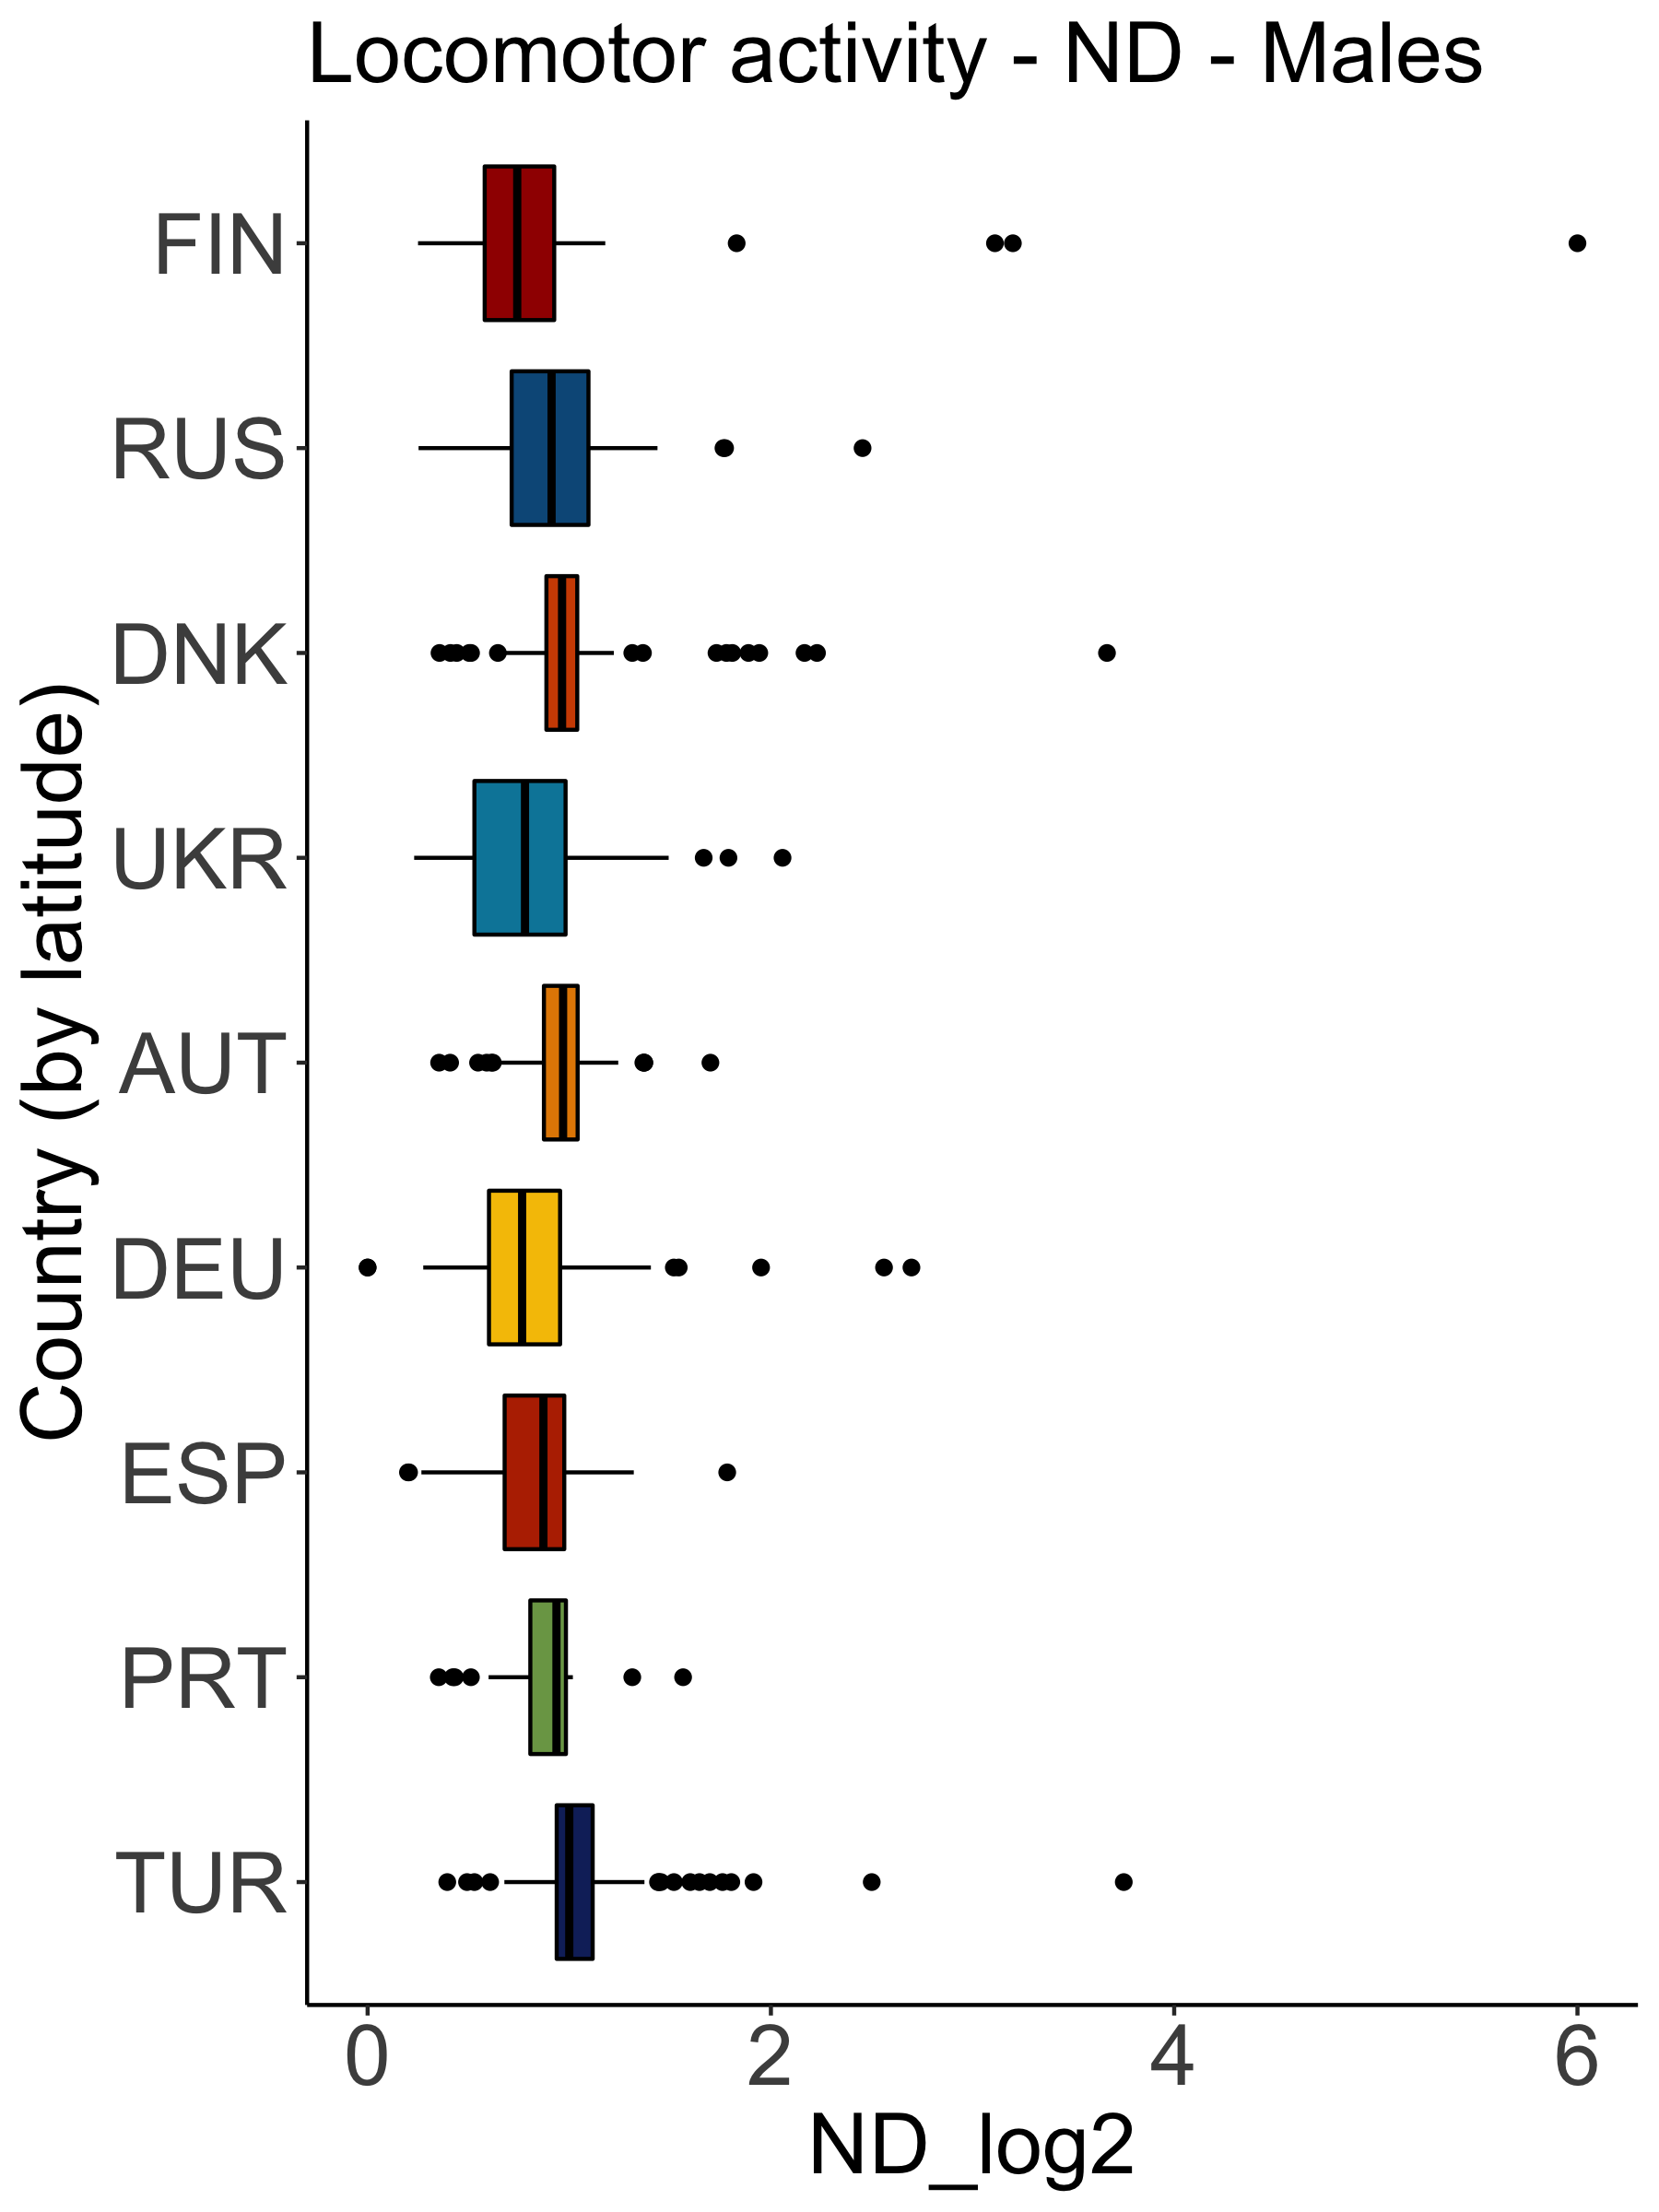 Locomotor activity - ND - Males
Country (by latitude)
FIN
RUS
DNK
UKR
AUT
DEU
ESP
PRT
TUR
0 2 4 6
ND_log2